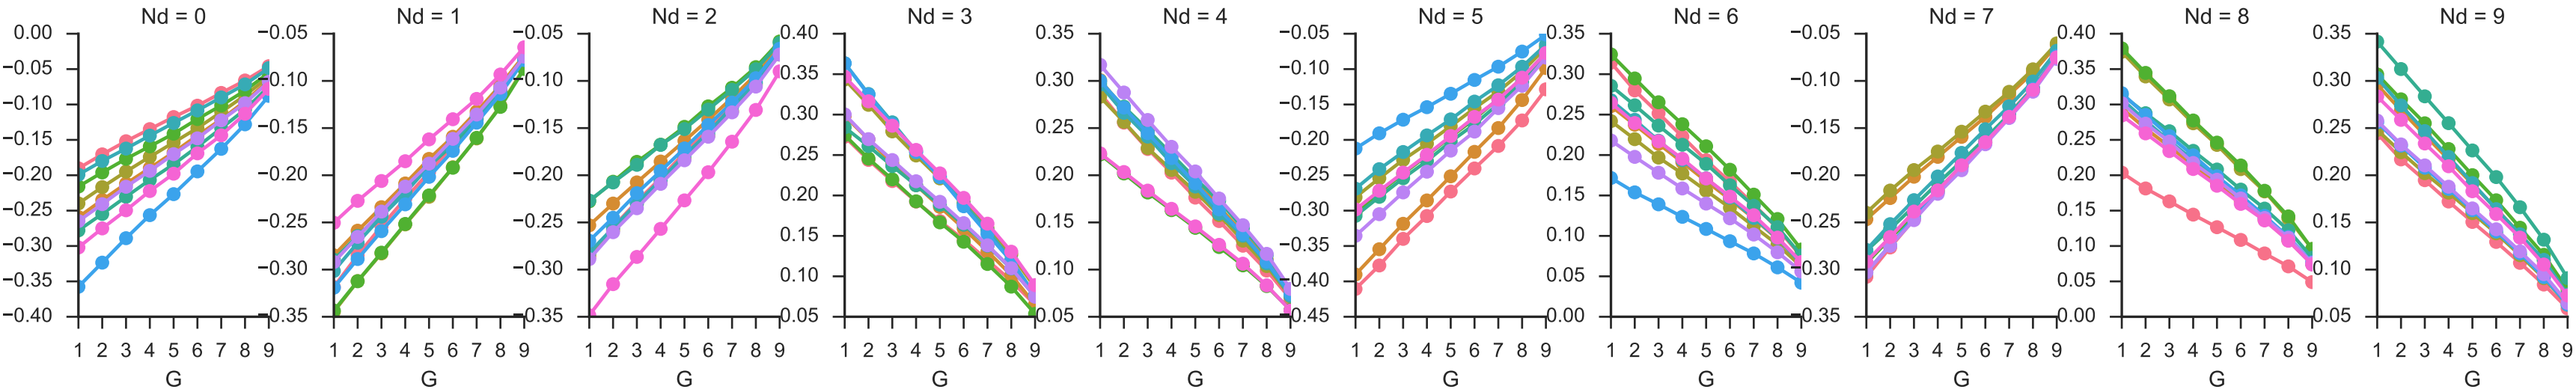 Nd = 0 Nd = 1 Nd = 2 Nd = 3 Nd = 4 Nd = 5 Nd = 6 Nd = 7 Nd = 8 Nd = 9
0.00 −0.05 −0.10 −0.15 −0.20 −0.25 −0.30 −0.35 −0.40
−0.05 −0.10 −0.15 −0.20 −0.25 −0.30 −0.35
−0.05 −0.10 −0.15 −0.20 −0.25 −0.30 −0.35
0.40 0.35 0.30 0.25 0.20 0.15 0.10 0.05
0.35 0.30 0.25 0.20 0.15 0.10 0.05
−0.05 −0.10 −0.15 −0.20 −0.25 −0.30 −0.35 −0.40 −0.45
0.35 0.30 0.25 0.20 0.15 0.10 0.05 0.00
−0.05 −0.10 −0.15 −0.20 −0.25 −0.30 −0.35
0.40 0.35 0.30 0.25 0.20 0.15 0.10 0.05 0.00
0.35 0.30 0.25 0.20 0.15 0.10 0.05
1 2 3 4 5 6 7 8 9 1 2 3 4 5 6 7 8 9 1 2 3 4 5 6 7 8 9 1 2 3 4 5 6 7 8 9 1 2 3 4 5 6 7 8 9 1 2 3 4 5 6 7 8 9 1 2 3 4 5 6 7 8 9 1 2 3 4 5 6 7 8 9 1 2 3 4 5 6 7 8 9 1 2 3 4 5 6 7 8 9
G G G G G G G G G G